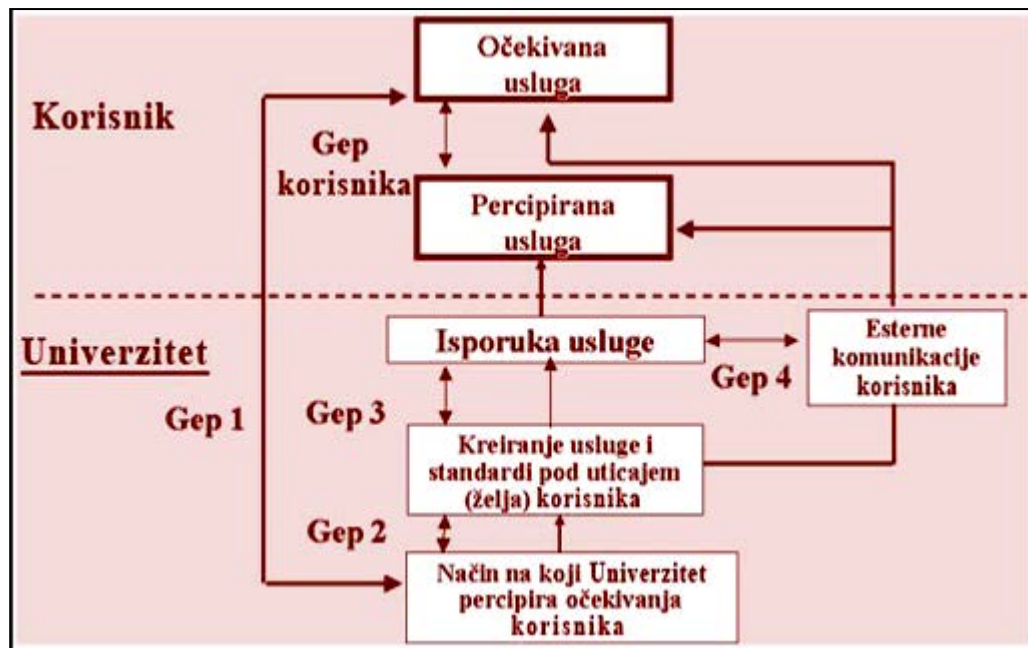 Očekivana
usluga
Korisnik
Gep
korisnika
Percipirana
usluga
Univerzitet
Isporuka usluge
Esterne
komunikacije
korisnika
Gep 4
Gep 1
Gep 3
Kreiranje usluge i
standardi pod uticajem
(želja) korisnika
Gep 2
Način na koji Univerzitet
percipira očekivanja
korisnika